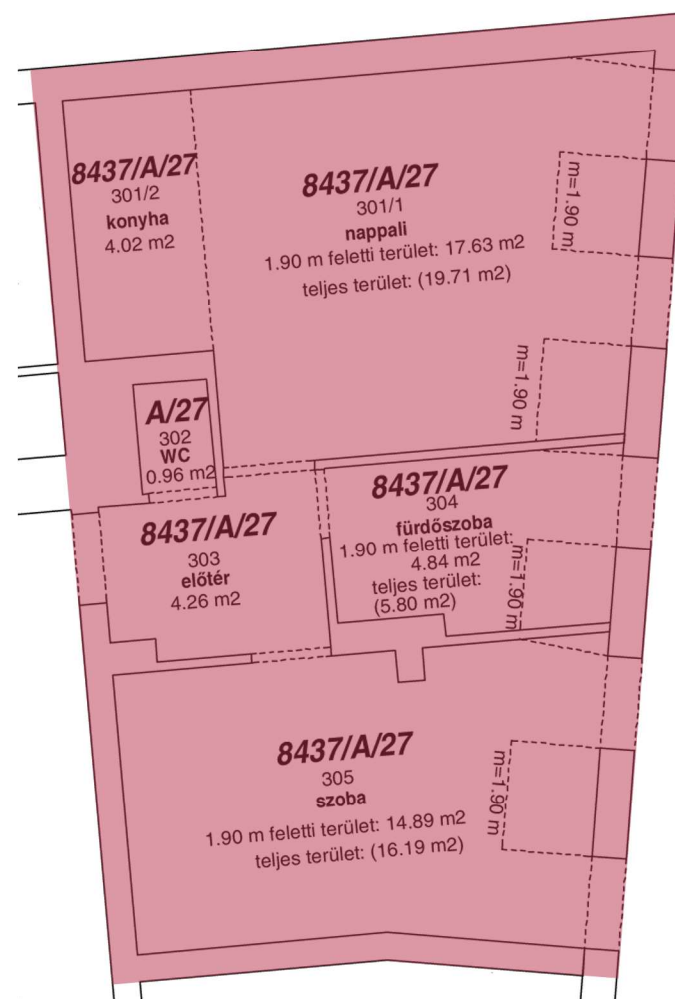 8437/A/27
301/2
konyha
4.02 m2
8437/A/27
301/1
nappali
1.90 m feletti terület: 17.63 m2
teljes terület: (19.71 m2)
m=1.90 m
m=1.90 m
A/27
302
WC
0.96 m2
8437/A/27
303
előtér
4.26 m2
8437/A/27
304
fürdőszoba
1.90 m feletti terület:
4.84 m2
teljes terület:
(5.80 m2)
m=1.90 m
8437/A/27
305
szoba
1.90 m feletti terület: 14.89 m2
teljes terület: (16.19 m2)
m=1.90 m